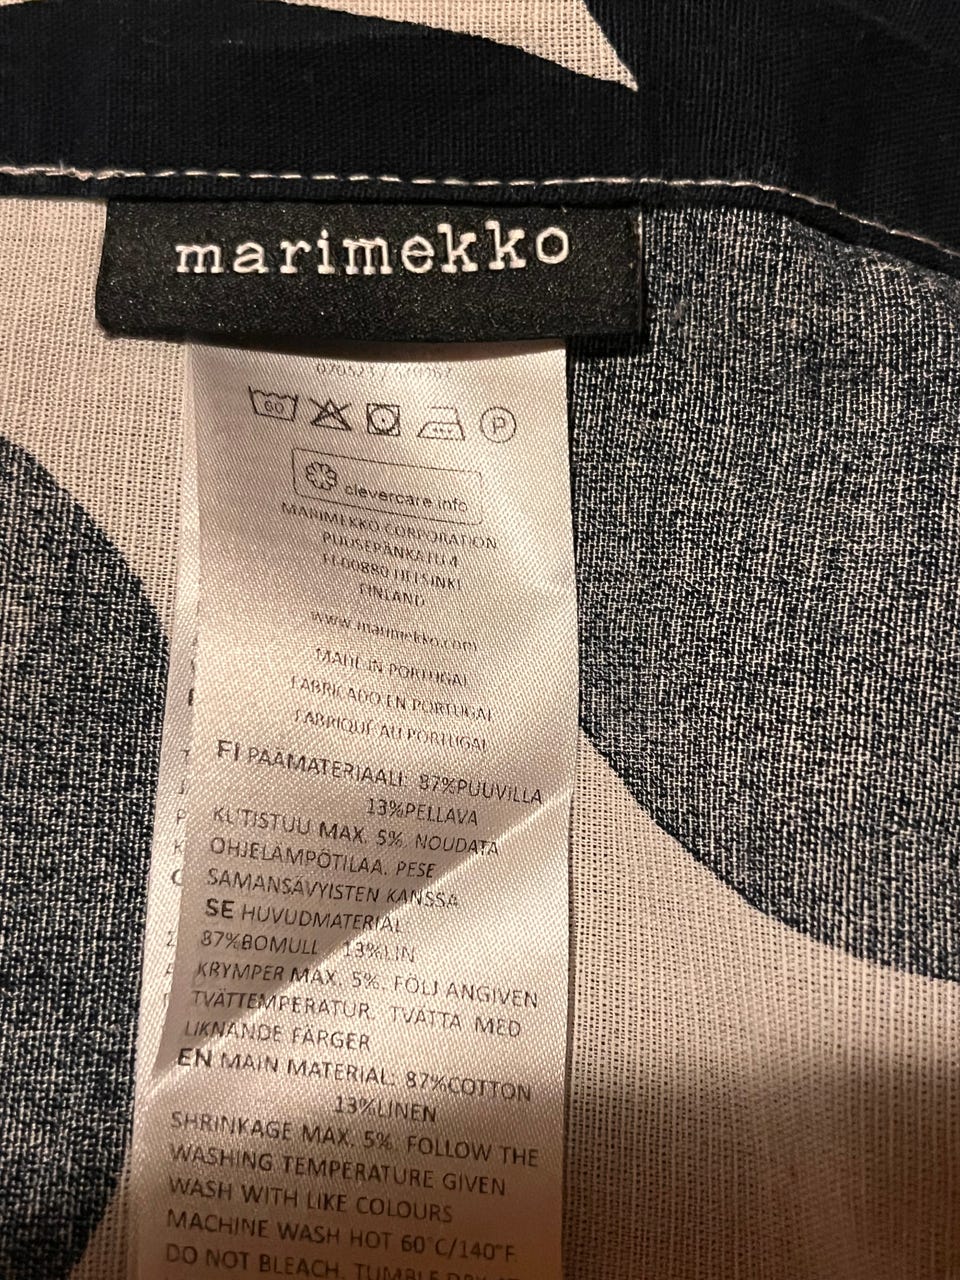 marimekko
60
P
clevercare.info
MARIMEKKO CORPORATION
PUUSEPÄNKATU 4
FI-00880 HELSINKI
FINLAND
www.marimekko.com
MADE IN PORTUGAL
FABRICADO EN PORTUGAL
FABRIQUÉ AU PORTUGAL
FI PÄÄMATERIAALI: 87%PUUVILLA
13%PELLAVA
KUTISTUU MAX. 5%. NOUDATA
OHJELÄMPÖTILAA. PESE
SAMANSÄVYISTEN KANSSA
SE HUVUDMATERIAL:
87%BOMULL 13%LIN
KRYMPER MAX. 5%. FÖLJ ANGIVEN
TVÄTTEMPERATUR. TVÄTTA MED
LIKNANDE FÄRGER
EN MAIN MATERIAL: 87%COTTON
13%LINEN
SHRINKAGE MAX. 5%. FOLLOW THE
WASHING TEMPERATURE GIVEN
WASH WITH LIKE COLOURS
MACHINE WASH HOT 60°C/140°F
DO NOT BLEACH. TUMBLE